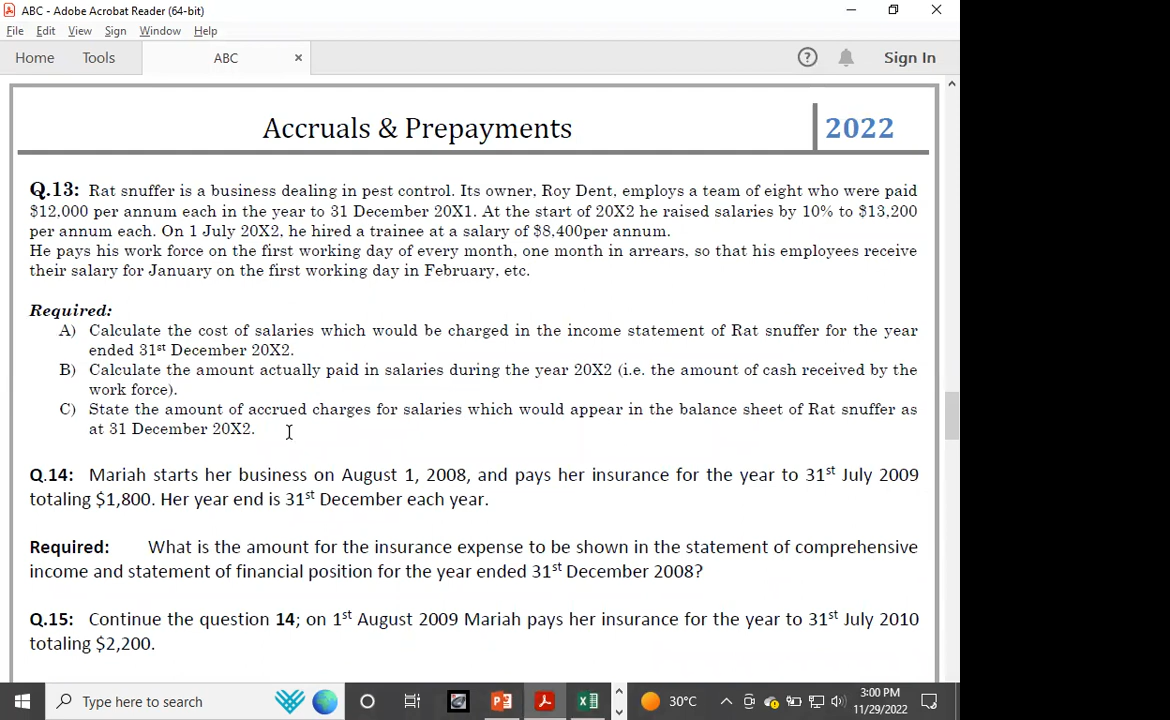 ABC - Adobe Acrobat Reader (64-bit)
File Edit View Sign Window Help
Home Tools ABC × ? Sign In
Accruals & Prepayments 2022
Q.13: Rat snuffer is a business dealing in pest control. Its owner, Roy Dent, employs a team of eight who were paid
$12,000 per annum each in the year to 31 December 20X1. At the start of 20X2 he raised salaries by 10% to $13,200
per annum each. On 1 July 20X2, he hired a trainee at a salary of $8,400per annum.
He pays his work force on the first working day of every month, one month in arrears, so that his employees receive
their salary for January on the first working day in February, etc.
Required:
A) Calculate the cost of salaries which would be charged in the income statement of Rat snuffer for the year
ended 31st December 20X2.
B) Calculate the amount actually paid in salaries during the year 20X2 (i.e. the amount of cash received by the
work force).
C) State the amount of accrued charges for salaries which would appear in the balance sheet of Rat snuffer as
at 31 December 20X2.
Q.14: Mariah starts her business on August 1, 2008, and pays her insurance for the year to 31st July 2009
totaling $1,800. Her year end is 31st December each year.
Required: What is the amount for the insurance expense to be shown in the statement of comprehensive
income and statement of financial position for the year ended 31st December 2008?
Q.15: Continue the question 14; on 1st August 2009 Mariah pays her insurance for the year to 31st July 2010
totaling $2,200.
Type here to search 30°C 3:00 PM
11/29/2022